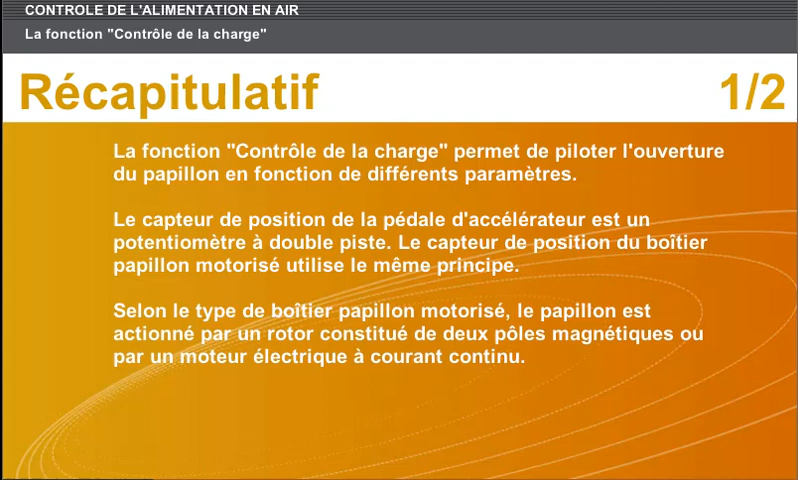 CONTROLE DE L'ALIMENTATION EN AIR
La fonction "Contrôle de la charge"
Récapitulatif 1/2
La fonction "Contrôle de la charge" permet de piloter l'ouverture
du papillon en fonction de différents paramètres.
Le capteur de position de la pédale d'accélérateur est un
potentiomètre à double piste. Le capteur de position du boîtier
papillon motorisé utilise le même principe.
Selon le type de boîtier papillon motorisé, le papillon est
actionné par un rotor constitué de deux pôles magnétiques ou
par un moteur électrique à courant continu.